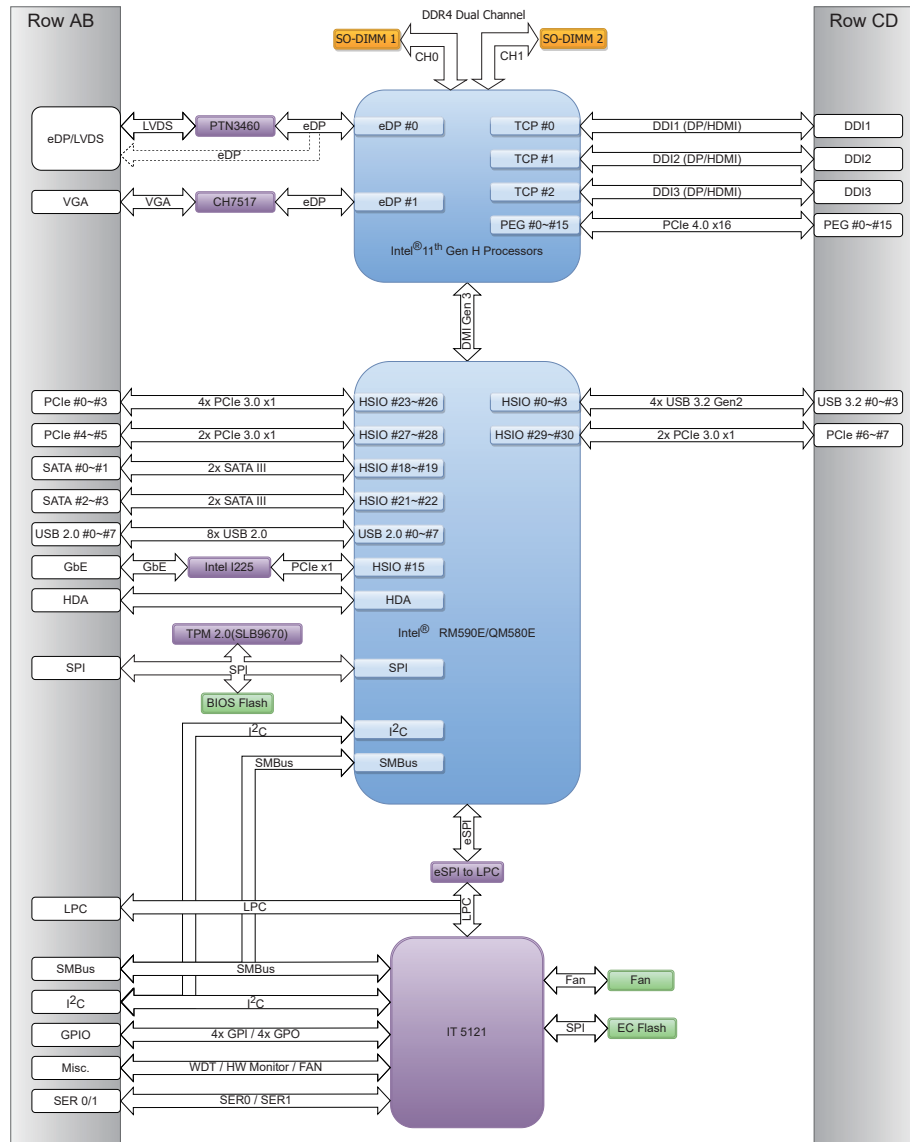 Row AB
DDR4 Dual Channel
Row CD
SO-DIMM 1
SO-DIMM 2
CH0
CH1
eDP/LVDS
LVDS
PTN3460
eDP
eDP #0
TCP #0
DDI1 (DP/HDMI)
DDI1
eDP
TCP #1
DDI2 (DP/HDMI)
DDI2
VGA
VGA
CH7517
eDP
eDP #1
TCP #2
DDI3 (DP/HDMI)
DDI3
PEG #0~#15
PCIe 4.0 x16
PEG #0~#15
Intel® 11th Gen H Processors
DMI Gen 3
PCIe #0~#3
4x PCIe 3.0 x1
HSIO #23~#26
HSIO #0~#3
4x USB 3.2 Gen2
USB 3.2 #0~#3
PCIe #4~#5
2x PCIe 3.0 x1
HSIO #27~#28
HSIO #29~#30
2x PCIe 3.0 x1
PCIe #6~#7
SATA #0~#1
2x SATA III
HSIO #18~#19
SATA #2~#3
2x SATA III
HSIO #21~#22
USB 2.0 #0~#7
8x USB 2.0
USB 2.0 #0~#7
GbE
GbE
Intel I225
PCIe x1
HSIO #15
HDA
HDA
TPM 2.0(SLB9670)
Intel® RM590E/QM580E
SPI
SPI
SPI
BIOS Flash
I²C
I²C
SMBus
SMBus
eSPI
eSPI to LPC
LPC
LPC
LPC
SMBus
SMBus
Fan
Fan
I²C
I²C
GPIO
4x GPI / 4x GPO
IT 5121
SPI
EC Flash
Misc.
WDT / HW Monitor / FAN
SER 0/1
SER0 / SER1